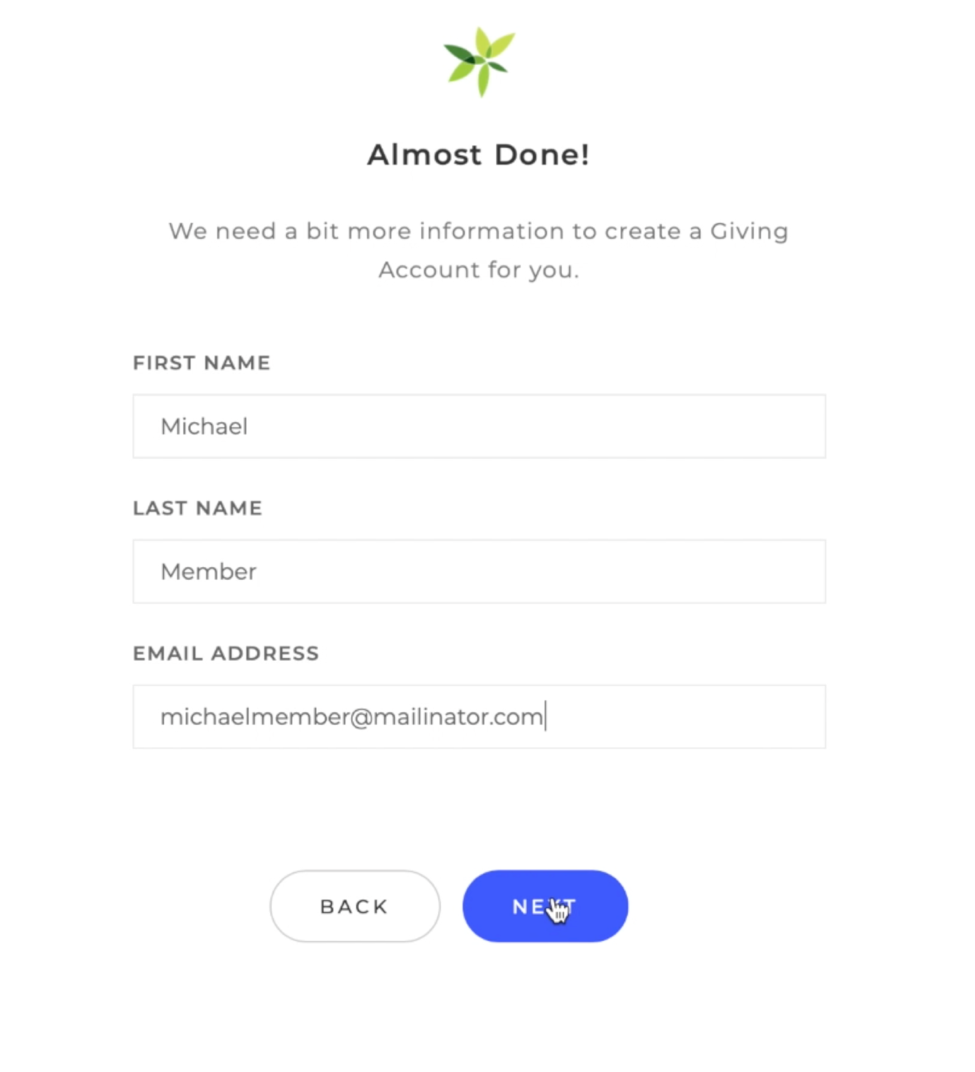 Almost Done!
We need a bit more information to create a Giving
Account for you.
FIRST NAME
Michael
LAST NAME
Member
EMAIL ADDRESS
michaelmember@mailinator.com
BACK
NEXT